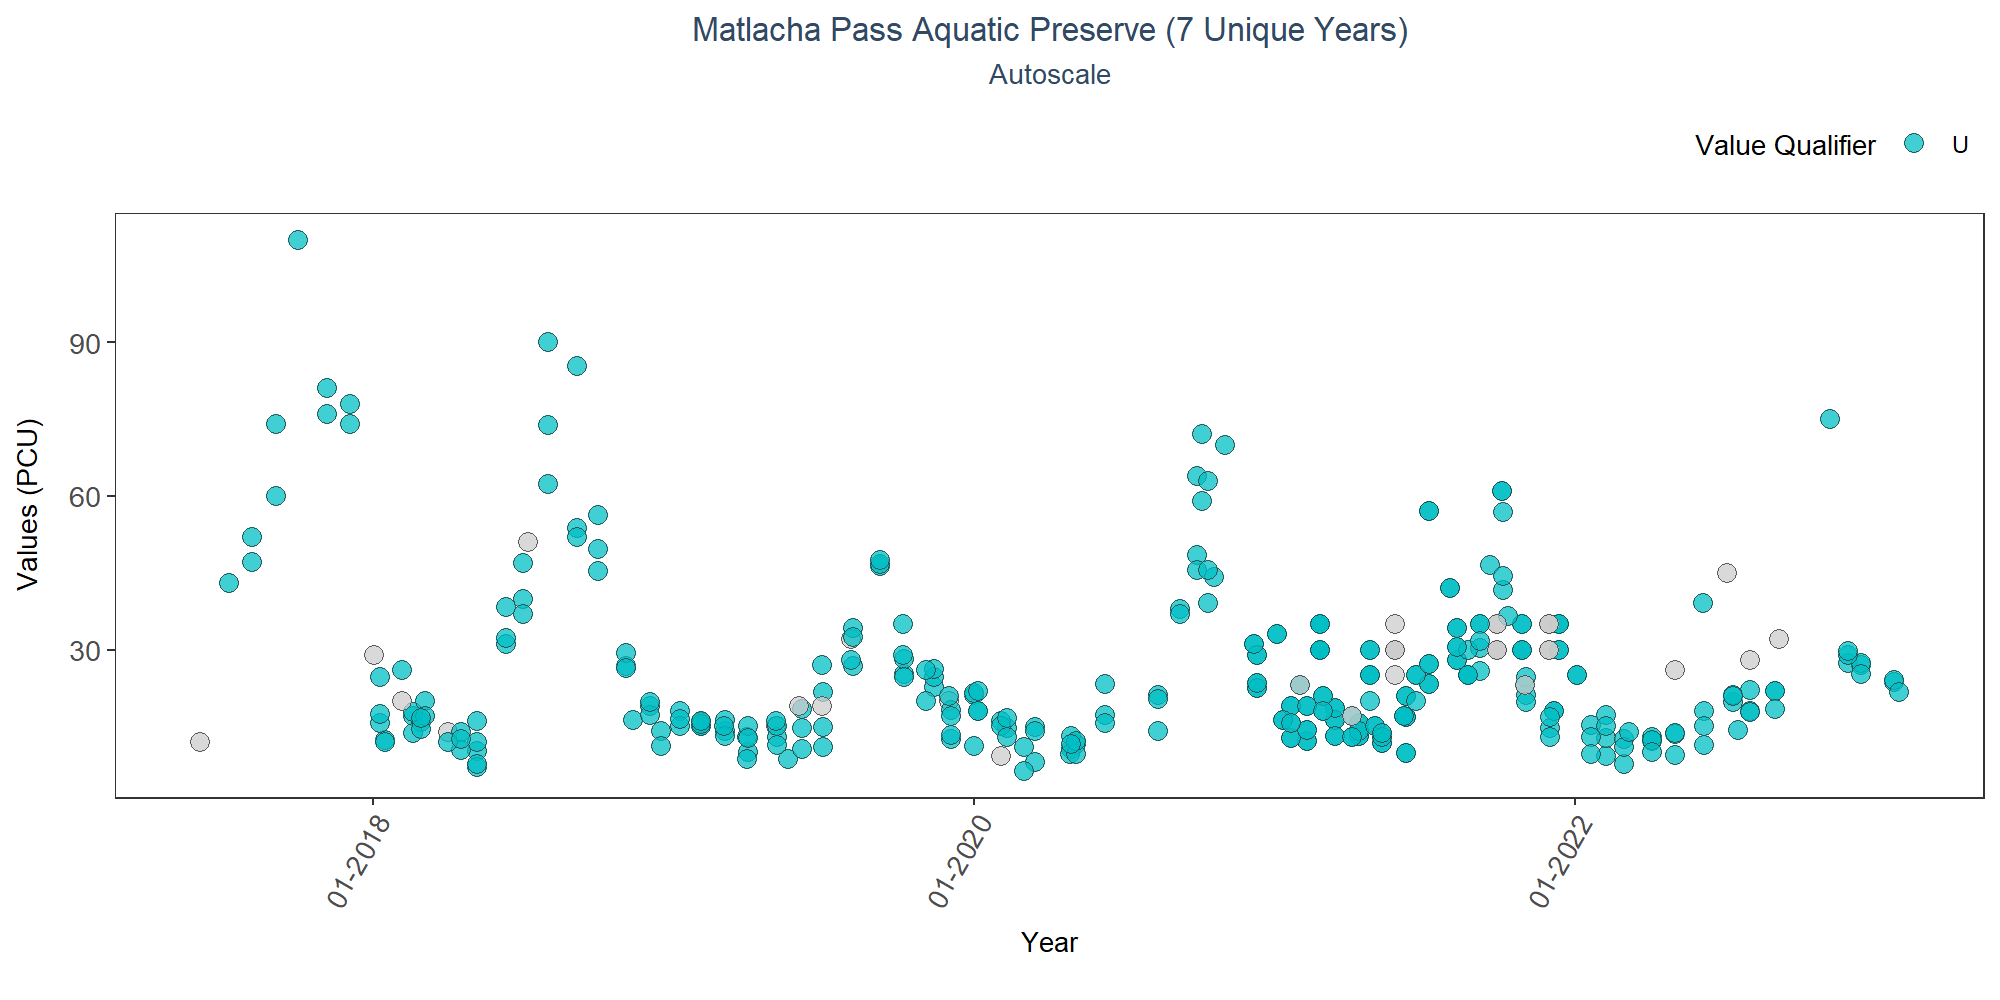 Matlacha Pass Aquatic Preserve (7 Unique Years)
Autoscale
Value Qualifier U
Values (PCU)
90
60
30
01-2018
01-2020
01-2022
Year